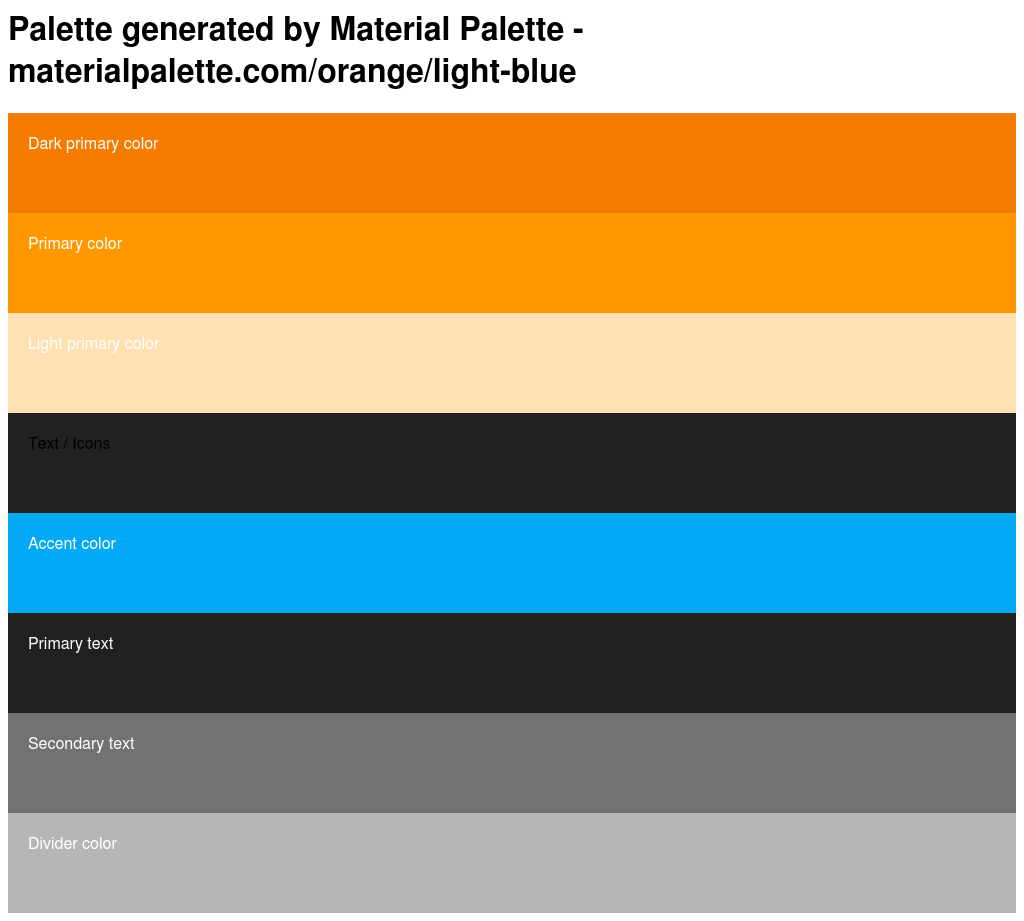 Palette generated by Material Palette -
materialpalette.com/orange/light-blue
Dark primary color
Primary color
Light primary color
Text / Icons
Accent color
Primary text
Secondary text
Divider color